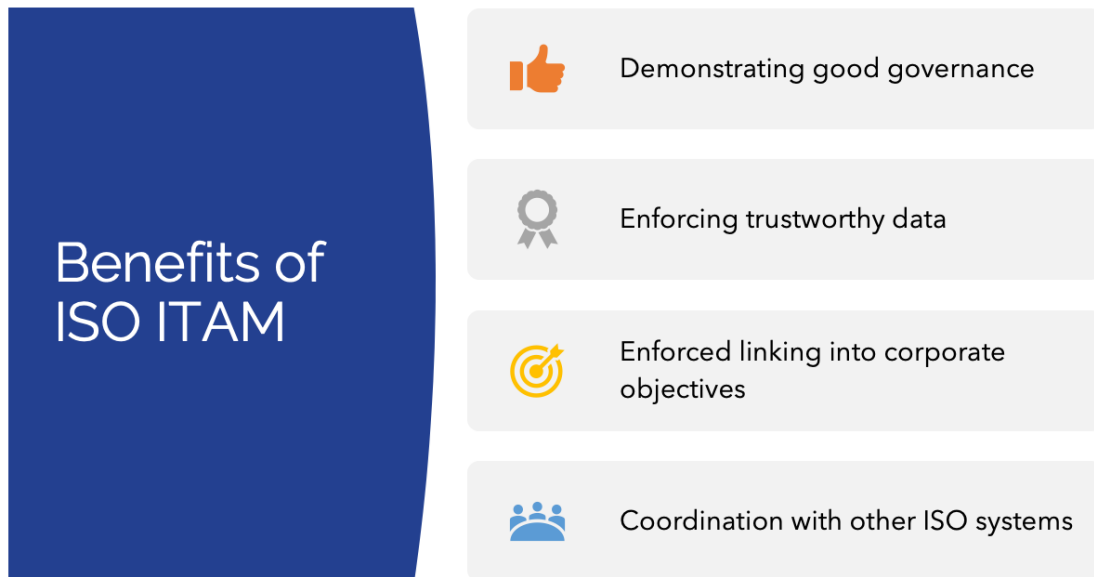 Benefits of
ISO ITAM
Demonstrating good governance
Enforcing trustworthy data
Enforced linking into corporate
objectives
Coordination with other ISO systems